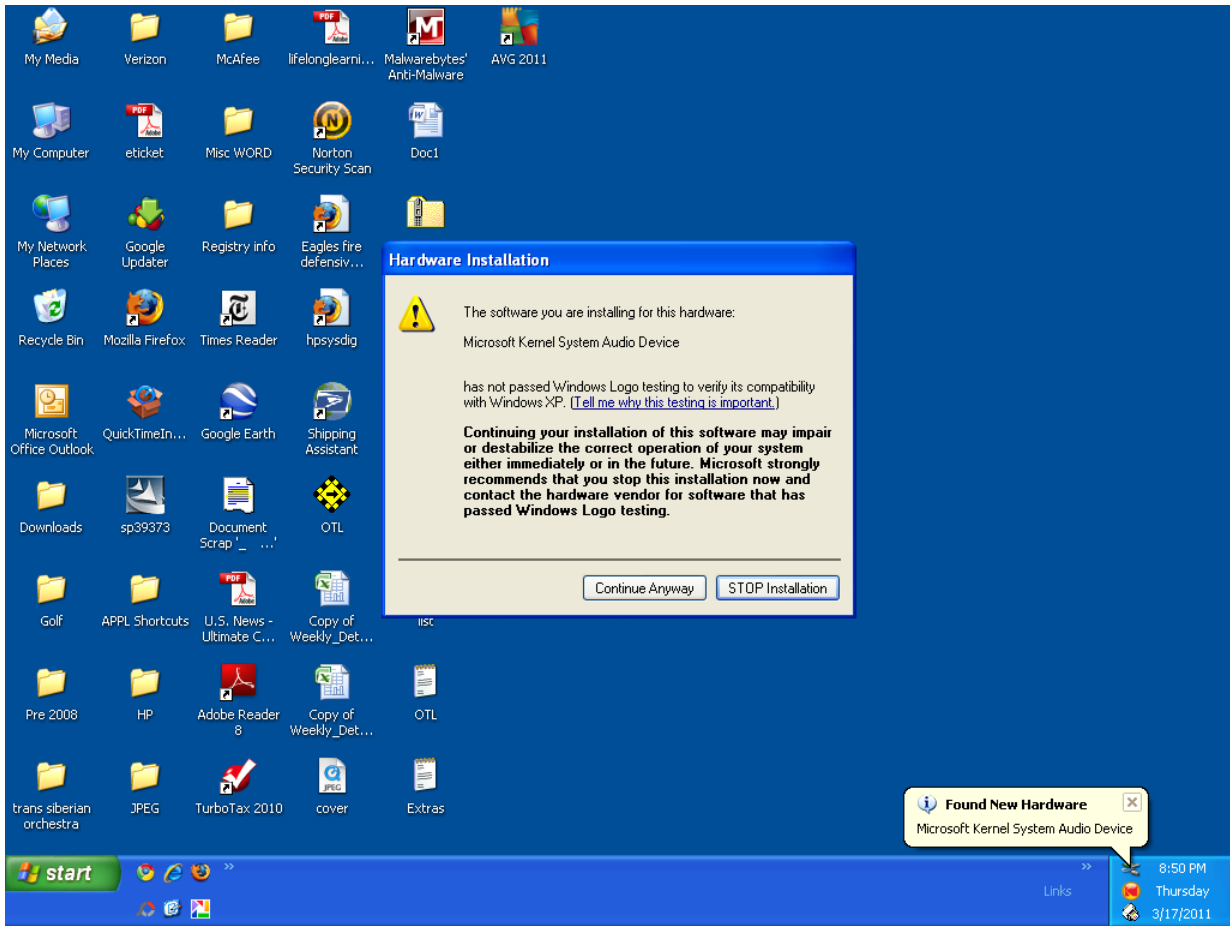 My Media
Verizon
McAfee
lifelonglearni...
Malwarebytes'
Anti-Malware
AVG 2011
My Computer
eticket
Misc WORD
Norton
Security Scan
Doc1
My Network
Places
Google
Updater
Registry info
Eagles fire
defensiv...
Recycle Bin
Mozilla Firefox
Times Reader
hpsysdig
Microsoft
Office Outlook
QuickTimeIn...
Google Earth
Shipping
Assistant
Downloads
sp39373
Document
Scrap '_ ...'
OTL
Golf
APPL Shortcuts
U.S. News -
Ultimate C...
Copy of
Weekly_Det...
list
Pre 2008
HP
Adobe Reader
8
Copy of
Weekly_Det...
OTL
trans siberian
orchestra
JPEG
TurboTax 2010
cover
Extras
Hardware Installation
The software you are installing for this hardware:
Microsoft Kernel System Audio Device
has not passed Windows Logo testing to verify its compatibility
with Windows XP. (Tell me why this testing is important.)
Continuing your installation of this software may impair
or destabilize the correct operation of your system
either immediately or in the future. Microsoft strongly
recommends that you stop this installation now and
contact the hardware vendor for software that has
passed Windows Logo testing.
Continue Anyway
STOP Installation
Found New Hardware
Microsoft Kernel System Audio Device
start
Links
8:50 PM
Thursday
3/17/2011